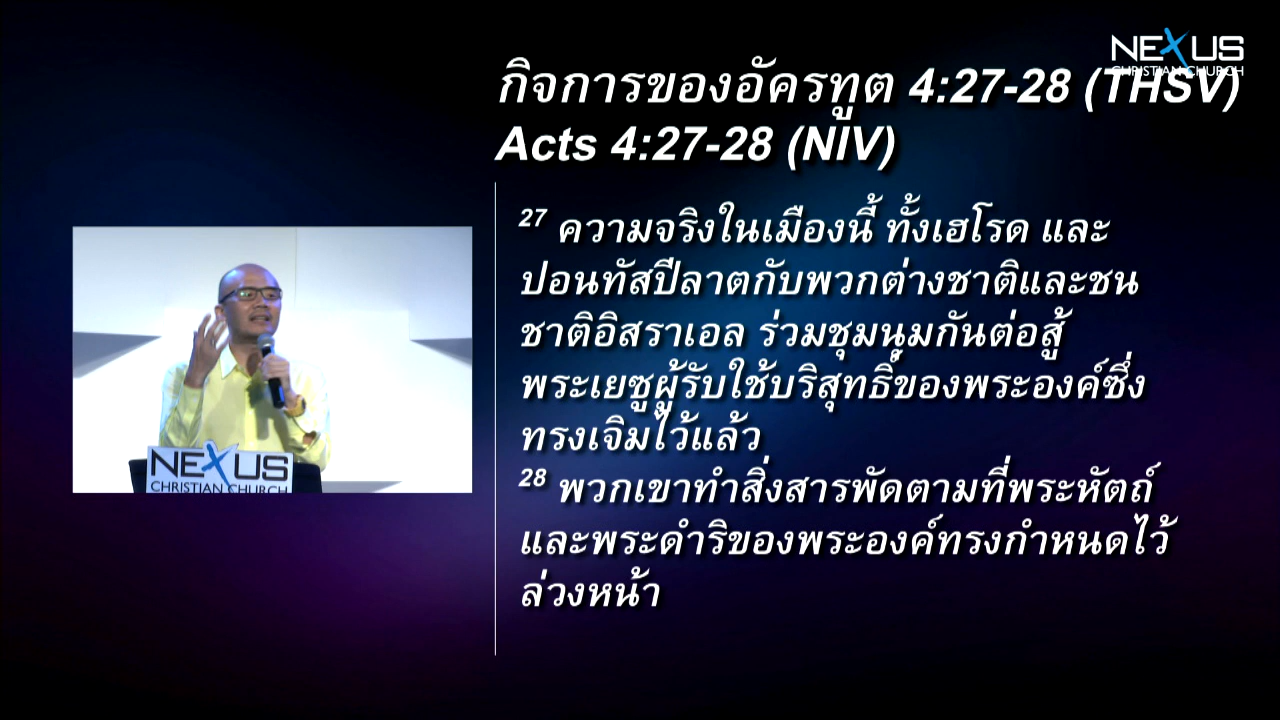 NEXUS
CHRISTIAN CHURCH
กิจการของอัครทูต 4:27-28 (THSV)
Acts 4:27-28 (NIV)
27 ความจริงในเมืองนี้ ทั้งเฮโรด และ
ปอนทัสปีลาตกับพวกต่างชาติและชน
ชาติอิสราเอล ร่วมชุมนุมกันต่อสู้
พระเยซูผู้รับใช้บริสุทธิ์ของพระองค์ซึ่ง
ทรงเจิมไว้แล้ว
28 พวกเขาทำสิ่งสารพัดตามที่พระหัตถ์
และพระดำริของพระองค์ทรงกำหนดไว้
ล่วงหน้า
NEXUS
CHRISTIAN CHURCH